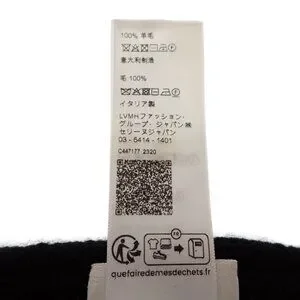 100% 羊毛
意大利制造
毛 100%
イタリア製
LVMHファッション・
グループ・ジャパン㈱
セリーヌジャパン
03-5414-1401
C447177 2320
FR
quefairedemesdechets.fr